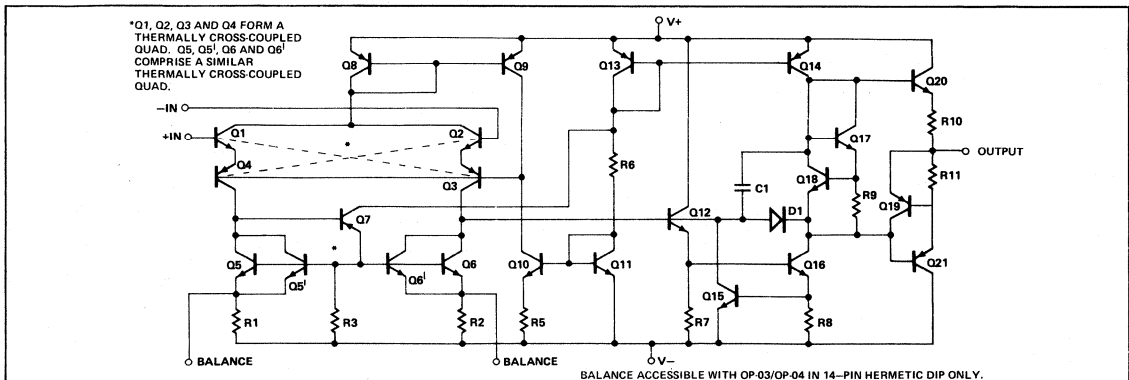 *Q1, Q2, Q3 AND Q4 FORM A
THERMALLY CROSS-COUPLED
QUAD. Q5, Q5', Q6 AND Q6'
COMPRISE A SIMILAR
THERMALLY CROSS-COUPLED
QUAD.
V+
Q8
Q9
Q13
Q14
Q20
−IN
+IN
Q1
Q2
*
Q17
R10
OUTPUT
Q4
Q3
R6
C1
Q18
R9
Q19
R11
Q7
Q12
D1
*
Q5
Q5'
Q6'
Q6
Q10
Q11
Q16
Q21
Q15
R1
R3
R2
R5
R7
R8
BALANCE
BALANCE
V−
BALANCE ACCESSIBLE WITH OP-03/OP-04 IN 14-PIN HERMETIC DIP ONLY.